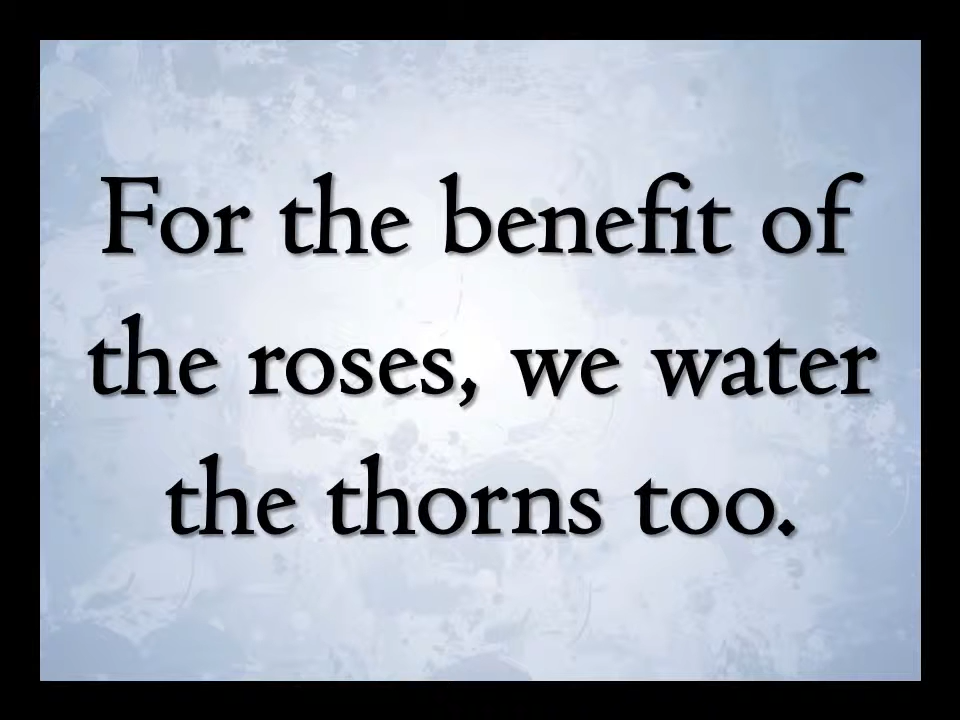 For the benefit of
the roses, we water
the thorns too.